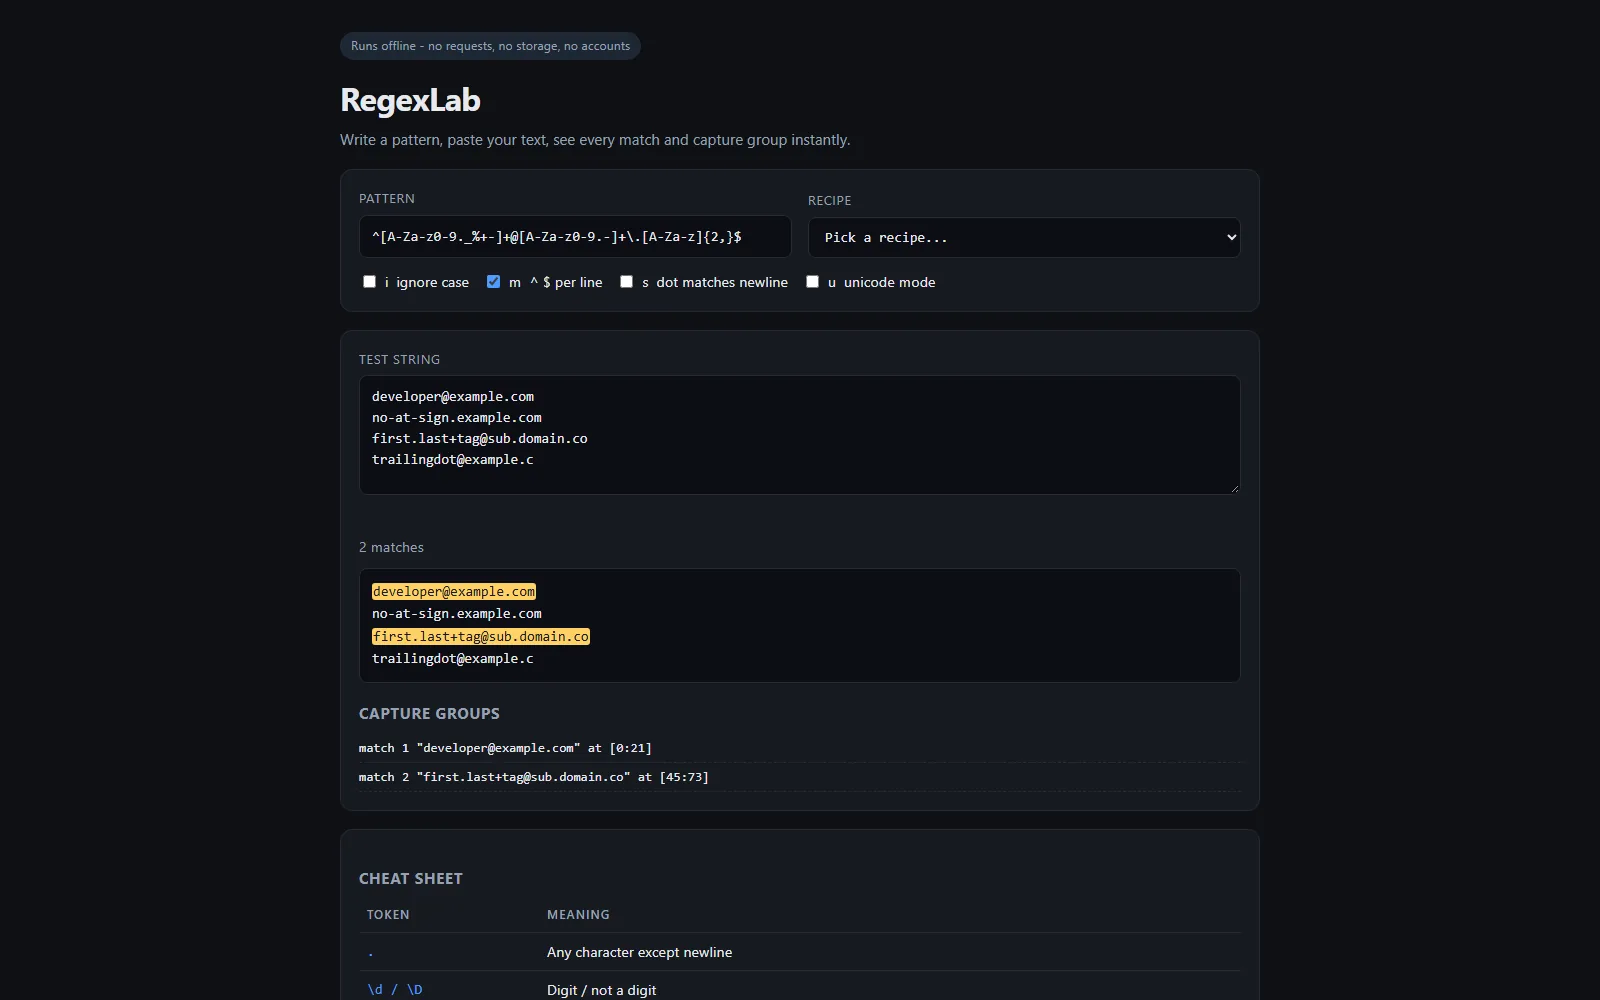 Runs offline - no requests, no storage, no accounts
RegexLab
Write a pattern, paste your text, see every match and capture group instantly.
PATTERN
RECIPE
^[A-Za-z0-9._%+-]+@[A-Za-z0-9.-]+\.[A-Za-z]{2,}$
Pick a recipe...
i ignore case
m ^ $ per line
s dot matches newline
u unicode mode
TEST STRING
developer@example.com
no-at-sign.example.com
first.last+tag@sub.domain.co
trailingdot@example.c
2 matches
developer@example.com
no-at-sign.example.com
first.last+tag@sub.domain.co
trailingdot@example.c
CAPTURE GROUPS
match 1 "developer@example.com" at [0:21]
match 2 "first.last+tag@sub.domain.co" at [45:73]
CHEAT SHEET
TOKEN MEANING
. Any character except newline
\d / \D Digit / not a digit